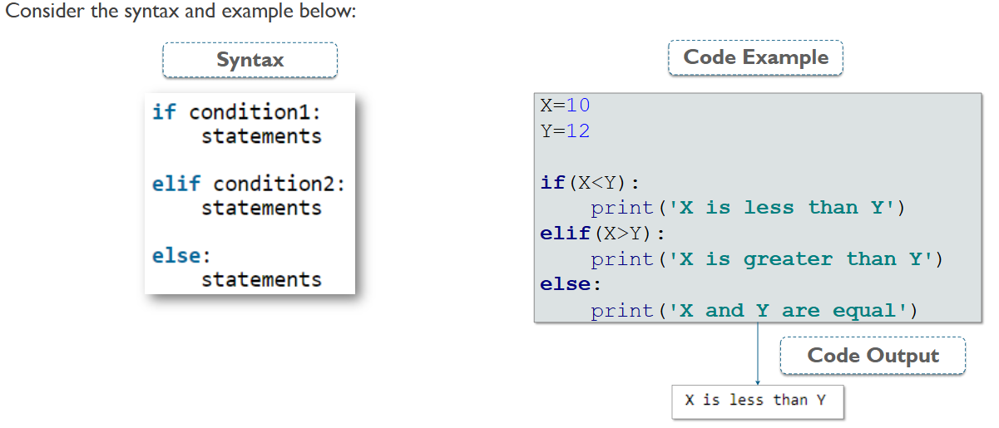 Consider the syntax and example below:
Syntax
if condition1:
    statements
elif condition2:
    statements
else:
    statements
Code Example
X=10
Y=12
if(X<Y):
    print('X is less than Y')
elif(X>Y):
    print('X is greater than Y')
else:
    print('X and Y are equal')
Code Output
X is less than Y